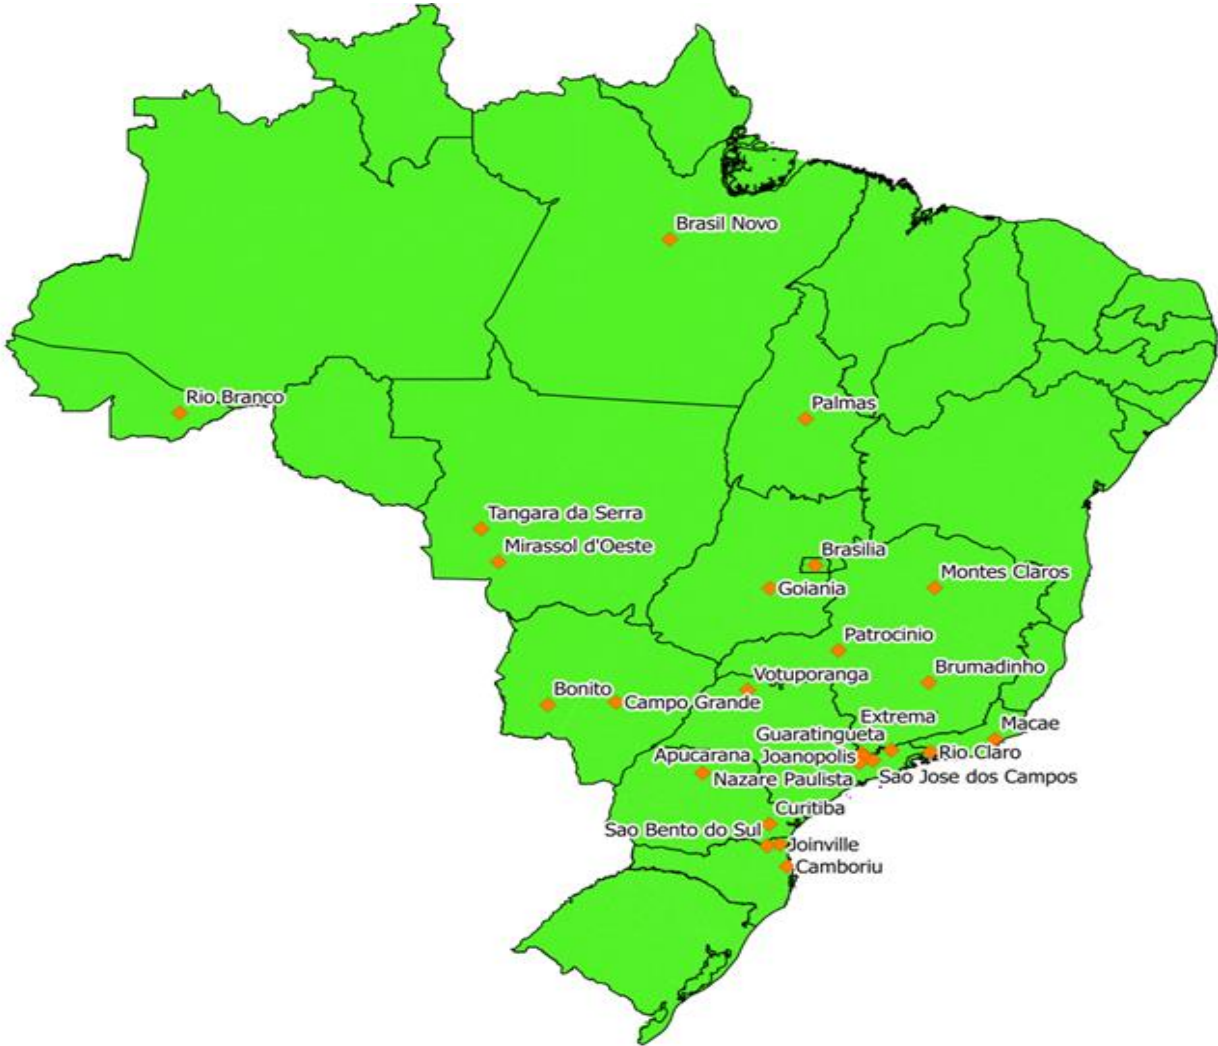 Brasil Novo
Rio Branco
Palmas
Tangara da Serra
Mirassol d'Oeste
Brasilia
Montes Claros
Goiania
Patrocinio
Brumadinho
Votuporanga
Bonito
Campo Grande
Extrema
Macae
Guaratingueta
Rio Claro
Apucarana
Joanopolis
Nazare Paulista
Sao Jose dos Campos
Curitiba
Sao Bento do Sul
Joinville
Camboriu